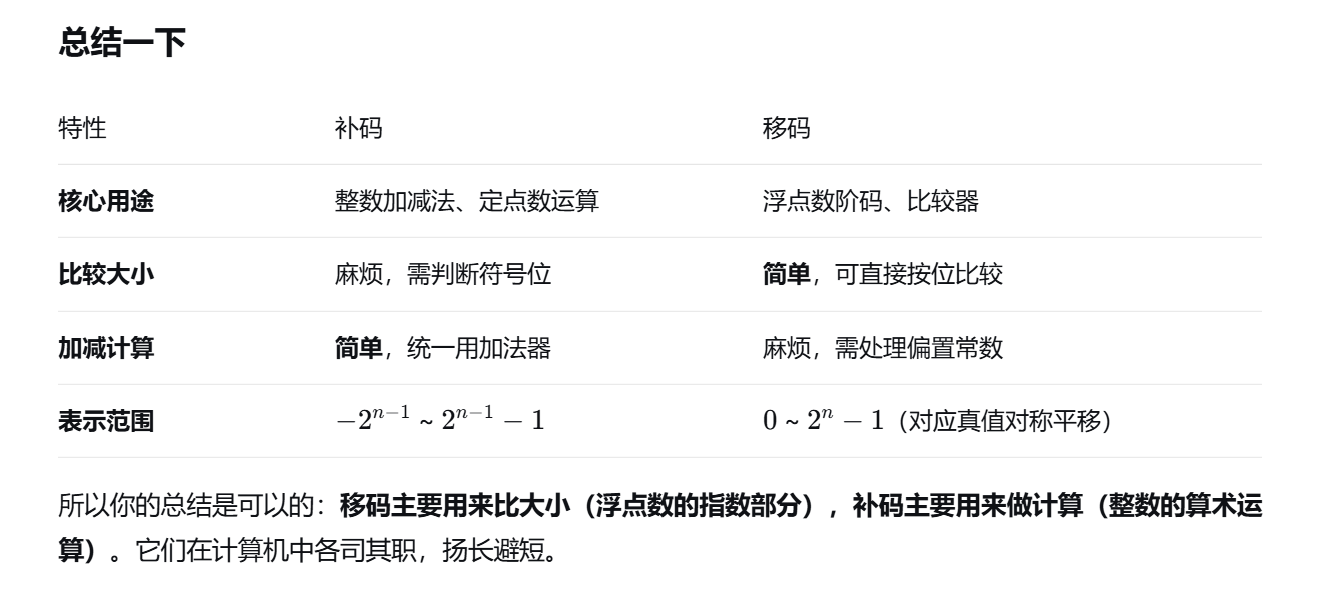 总结一下
特性 补码 移码
核心用途 整数加减法、定点数运算 浮点数阶码、比较器
比较大小 麻烦，需判断符号位 简单，可直接按位比较
加减计算 简单，统一用加法器 麻烦，需处理偏置常数
表示范围 $-2^{n-1}$ ~ $2^{n-1}-1$ $0$ ~ $2^n-1$（对应真值对称平移）
所以你的总结是可以的：移码主要用来比大小（浮点数的指数部分），补码主要用来做计算（整数的算术运
算）。它们在计算机中各司其职，扬长避短。